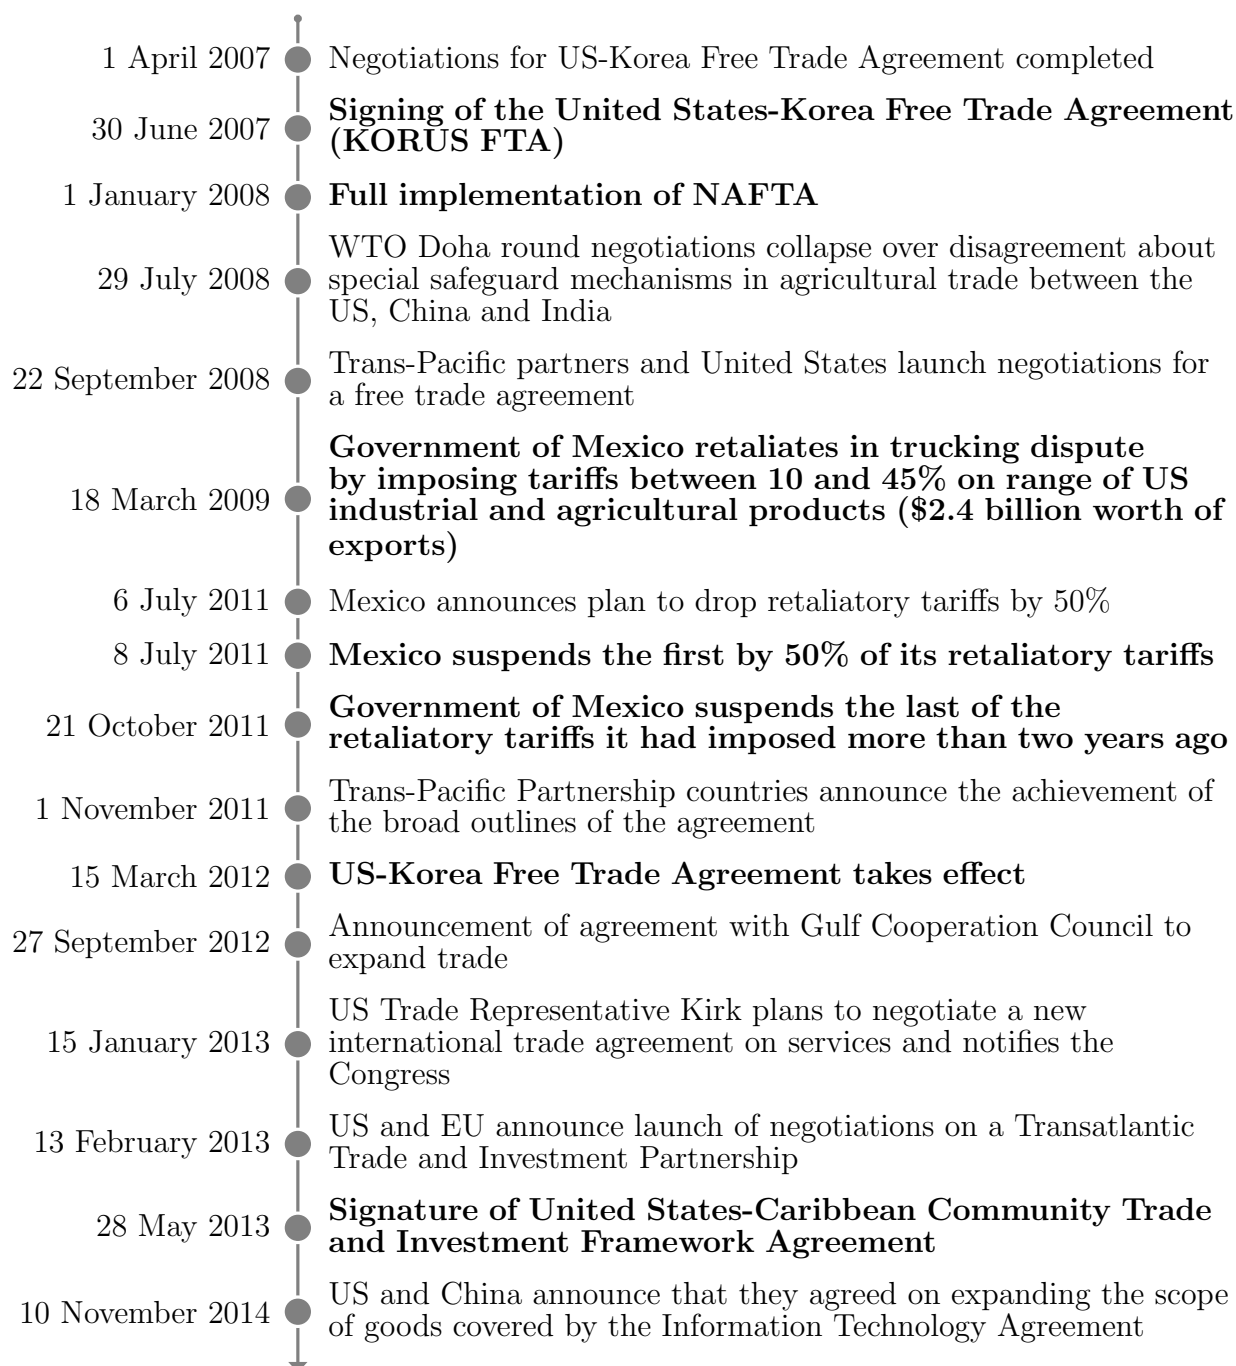 1 April 2007 Negotiations for US-Korea Free Trade Agreement completed
30 June 2007 Signing of the United States-Korea Free Trade Agreement
(KORUS FTA)
1 January 2008 Full implementation of NAFTA
29 July 2008 WTO Doha round negotiations collapse over disagreement about
special safeguard mechanisms in agricultural trade between the
US, China and India
22 September 2008 Trans-Pacific partners and United States launch negotiations for
a free trade agreement
18 March 2009 Government of Mexico retaliates in trucking dispute
by imposing tariffs between 10 and 45% on range of US
industrial and agricultural products ($2.4 billion worth of
exports)
6 July 2011 Mexico announces plan to drop retaliatory tariffs by 50%
8 July 2011 Mexico suspends the first by 50% of its retaliatory tariffs
21 October 2011 Government of Mexico suspends the last of the
retaliatory tariffs it had imposed more than two years ago
1 November 2011 Trans-Pacific Partnership countries announce the achievement of
the broad outlines of the agreement
15 March 2012 US-Korea Free Trade Agreement takes effect
27 September 2012 Announcement of agreement with Gulf Cooperation Council to
expand trade
15 January 2013 US Trade Representative Kirk plans to negotiate a new
international trade agreement on services and notifies the
Congress
13 February 2013 US and EU announce launch of negotiations on a Transatlantic
Trade and Investment Partnership
28 May 2013 Signature of United States-Caribbean Community Trade
and Investment Framework Agreement
10 November 2014 US and China announce that they agreed on expanding the scope
of goods covered by the Information Technology Agreement